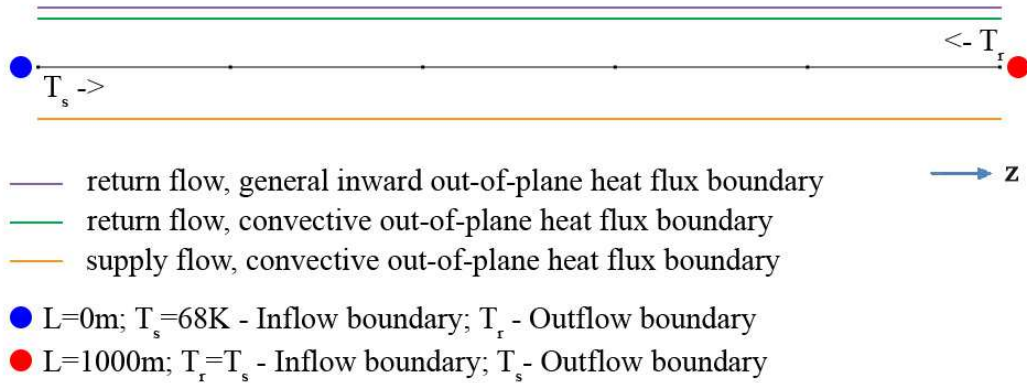 <- Tᵣ
Tₛ ->
return flow, general inward out-of-plane heat flux boundary
z
return flow, convective out-of-plane heat flux boundary
supply flow, convective out-of-plane heat flux boundary
L=0m; Tₛ=68K - Inflow boundary; Tᵣ - Outflow boundary
L=1000m; Tᵣ=Tₛ - Inflow boundary; Tₛ- Outflow boundary